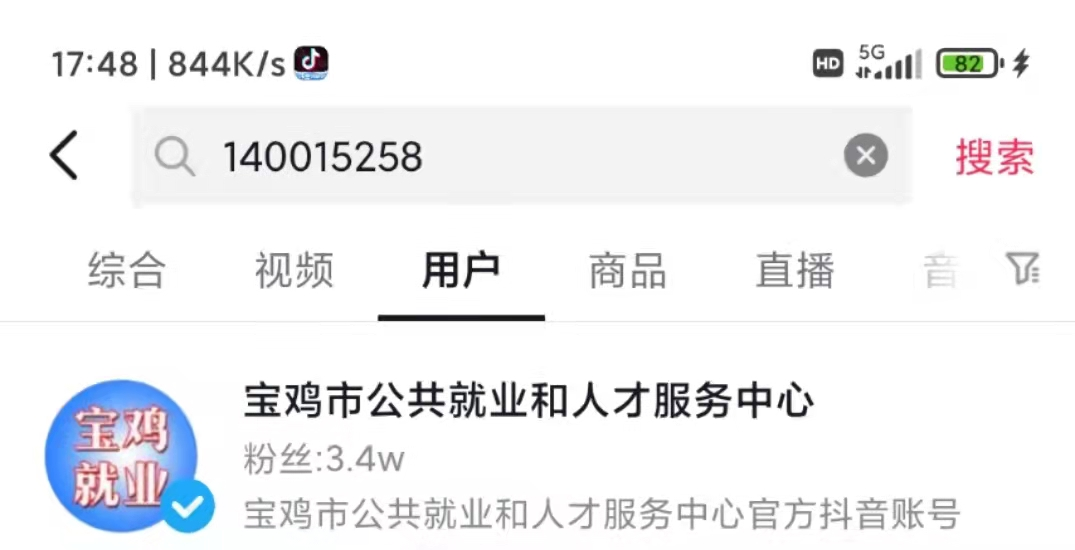 17:48 | 844K/s HD 5G 82
140015258 搜索
综合 视频 用户 商品 直播 音
宝鸡就业
宝鸡市公共就业和人才服务中心
粉丝:3.4w
宝鸡市公共就业和人才服务中心官方抖音账号